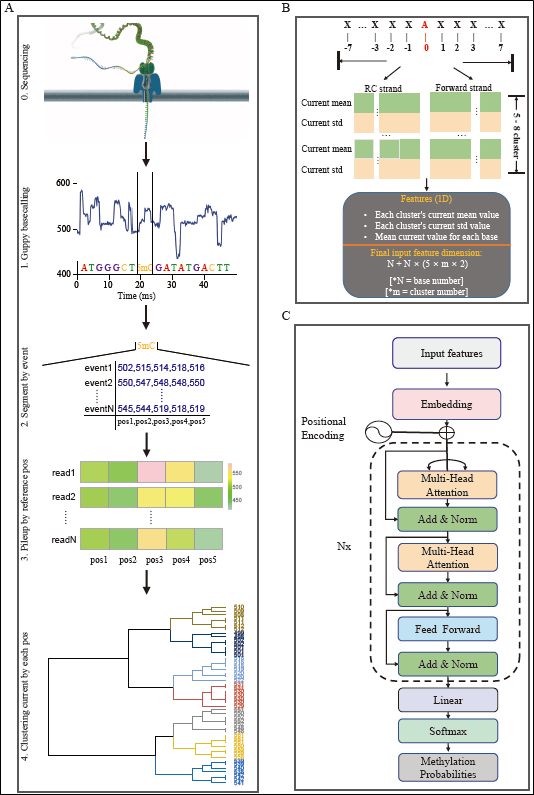 A
0. Sequencing
1. Guppy basecalling
600
500
400
A T G G G C T 5mC G A T A T G A C T T
0 10 20 30 40
Time (ms)
2. Segment by event
5mC
event1 502,515,514,518,516
event2 550,547,548,548,550
eventN 545,544,519,518,519
pos1,pos2,pos3,pos4,pos5
3. Pileup by reference pos
read1
read2
readN
550
500
450
pos1 pos2 pos3 pos4 pos5
4. Clustering current by each pos
B
X ... X X X A X X X ... X
-7 -3 -2 -1 0 1 2 3 7
RC strand Forward strand
Current mean
Current std
...
Current mean
Current std
5 - 8 cluster
Features (1D)
• Each cluster's current mean value
• Each cluster's current std value
• Mean current value for each base
Final input feature dimension:
N + N × (5 × m × 2)
[*N = base number]
[*m = cluster number]
C
Input features
Embedding
Positional
Encoding
Multi-Head
Attention
Add & Norm
Nx
Multi-Head
Attention
Add & Norm
Feed Forward
Add & Norm
Linear
Softmax
Methylation
Probabilities